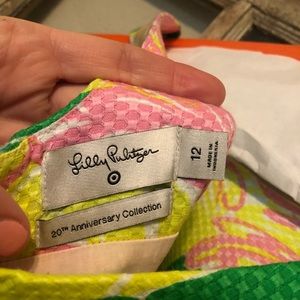 Lilly Pulitzer
20TH Anniversary Collection
12
MADE IN
INDONESIA